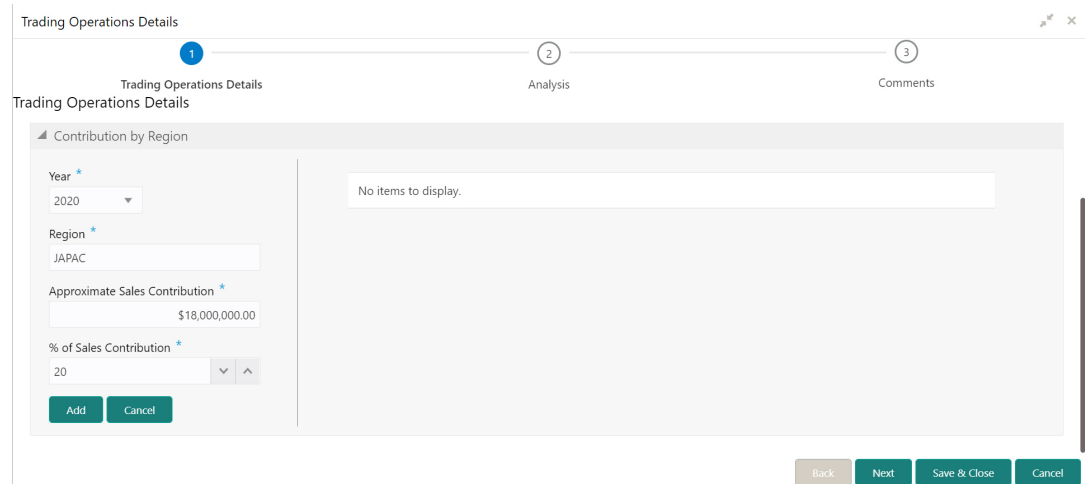 Trading Operations Details
1
2
3
Trading Operations Details
Analysis
Comments
Trading Operations Details
Contribution by Region
Year *
2020
No items to display.
Region *
JAPAC
Approximate Sales Contribution *
$18,000,000.00
% of Sales Contribution *
20
Add Cancel
Back Next Save & Close Cancel